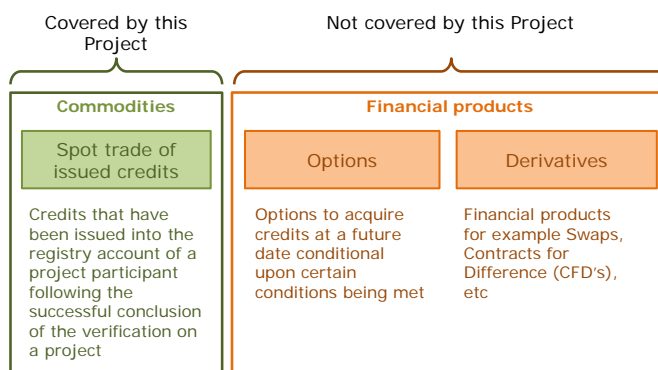 Covered by this
Project
Not covered by this Project
Commodities
Financial products
Spot trade of
issued credits
Options
Derivatives
Credits that have
been issued into the
registry account of a
project participant
following the
successful conclusion
of the verification on
a project
Options to acquire
credits at a future
date conditional
upon certain
conditions being met
Financial products
for example Swaps,
Contracts for
Difference (CFD's),
etc